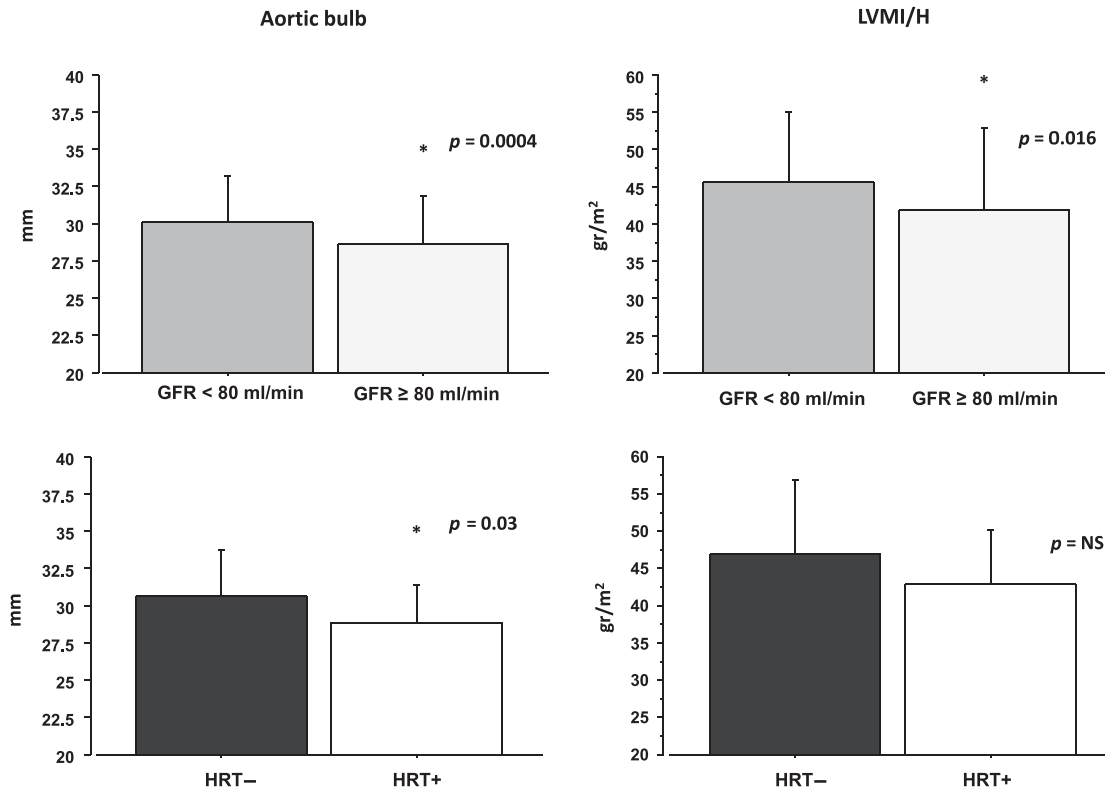 Aortic bulb
40
37.5
35
32.5
30
27.5
25
22.5
20
mm
*
p = 0.0004
GFR < 80 ml/min
GFR ≥ 80 ml/min
LVMI/H
60
55
50
45
40
35
30
25
20
gr/m²
*
p = 0.016
GFR < 80 ml/min
GFR ≥ 80 ml/min
40
37.5
35
32.5
30
27.5
25
22.5
20
mm
*
p = 0.03
HRT–
HRT+
60
55
50
45
40
35
30
25
20
gr/m²
p = NS
HRT–
HRT+